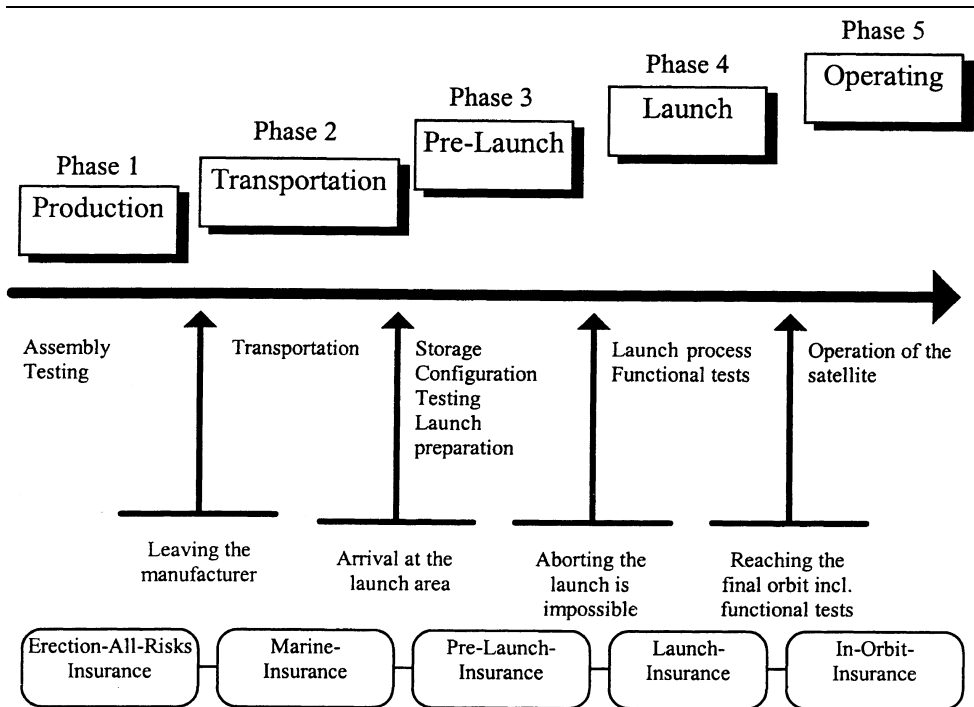 Phase 1
Production
Phase 2
Transportation
Phase 3
Pre-Launch
Phase 4
Launch
Phase 5
Operating
Assembly
Testing
Transportation
Storage
Configuration
Testing
Launch
preparation
Launch process
Functional tests
Operation of the
satellite
Leaving the
manufacturer
Arrival at the
launch area
Aborting the
launch is
impossible
Reaching the
final orbit incl.
functional tests
Erection-All-Risks
Insurance
Marine-
Insurance
Pre-Launch-
Insurance
Launch-
Insurance
In-Orbit-
Insurance